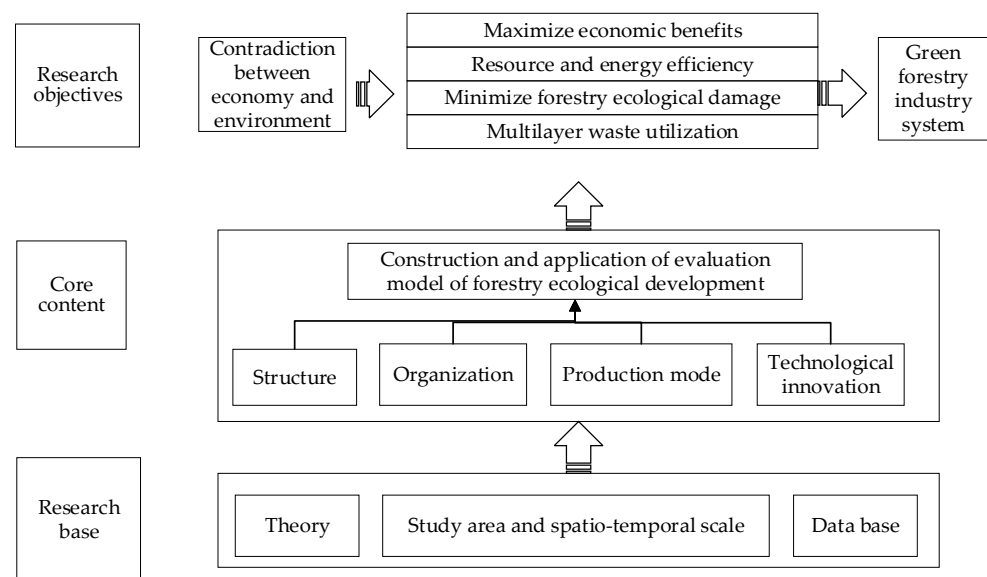 Research
objectives
Contradiction
between
economy and
environment
Maximize economic benefits
Resource and energy efficiency
Minimize forestry ecological damage
Multilayer waste utilization
Green
forestry
industry
system
Core
content
Construction and application of evaluation
model of forestry ecological development
Structure
Organization
Production mode
Technological
innovation
Research
base
Theory
Study area and spatio-temporal scale
Data base